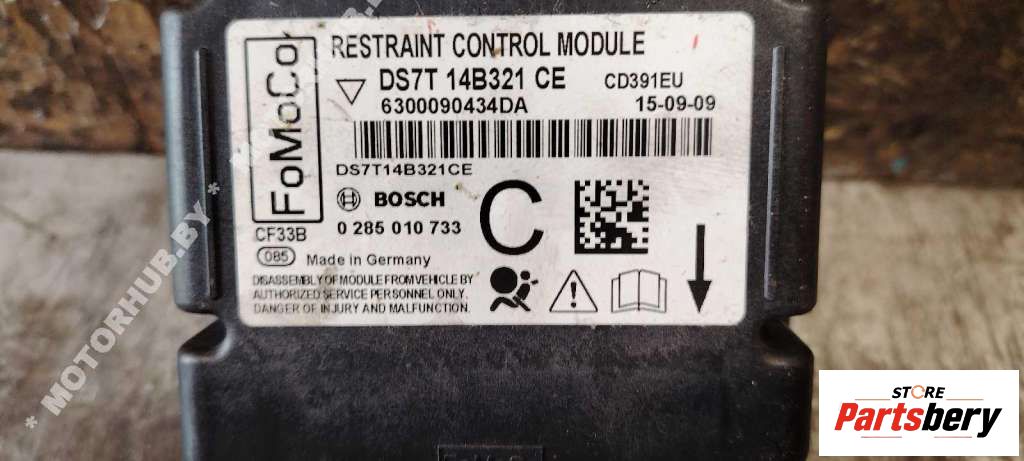 RESTRAINT CONTROL MODULE
DS7T 14B321 CE CD391EU
6300090434DA 15-09-09
DS7T14B321CE
FoMoCo
BOSCH
C
CF33B 0 285 010 733
085 Made in Germany
DISASSEMBLY OF MODULE FROM VEHICLE BY
AUTHORIZED SERVICE PERSONNEL ONLY.
DANGER OF INJURY AND MALFUNCTION.
* MOTORHUB.BY *
STORE
Partsbery